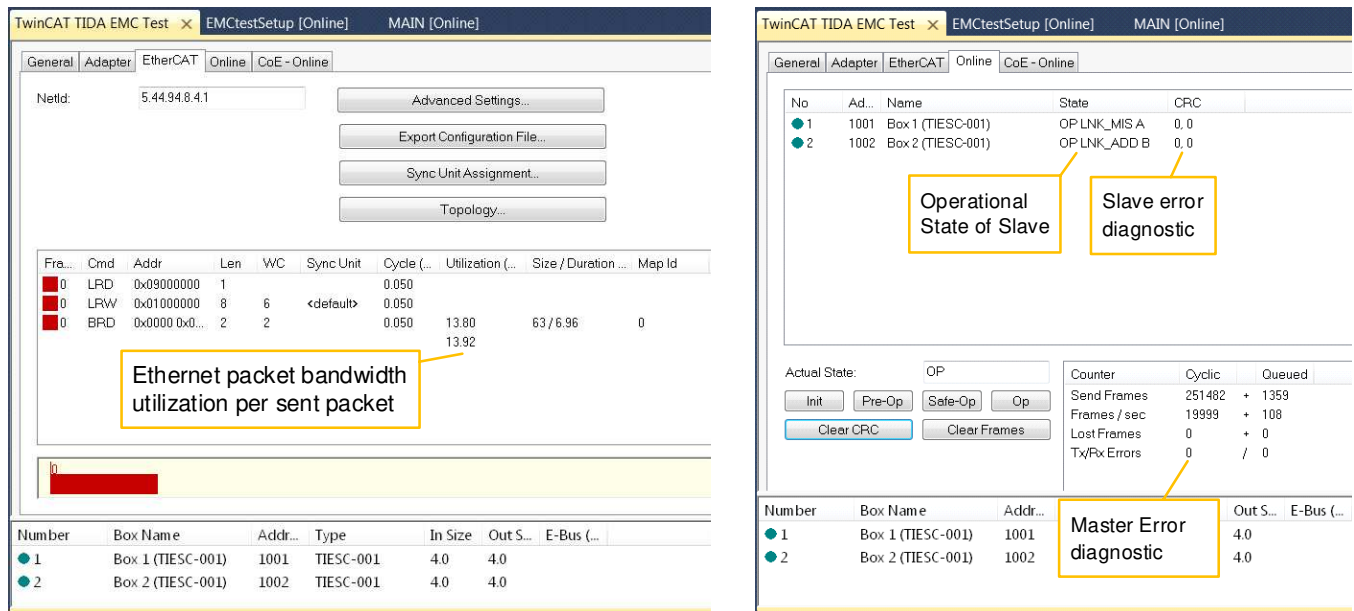 TwinCAT TIDA EMC Test × EMCtestSetup [Online] MAIN [Online]
General Adapter EtherCAT Online CoE - Online
NetId: 5.44.94.8.4.1
Advanced Settings...
Export Configuration File...
Sync Unit Assignment...
Topology...
Fra... Cmd Addr Len WC Sync Unit Cycle (... Utilization (... Size / Duration ... Map Id
0 LRD 0x09000000 1 0.050
0 LRW 0x01000000 8 6 <default> 0.050
0 BRD 0x0000 0x0... 2 2 0.050 13.80 63 / 6.96 0
13.92
Ethernet packet bandwidth
utilization per sent packet
0
Number Box Name Addr... Type In Size Out S... E-Bus (...
1 Box 1 (TIESC-001) 1001 TIESC-001 4.0 4.0
2 Box 2 (TIESC-001) 1002 TIESC-001 4.0 4.0
TwinCAT TIDA EMC Test × EMCtestSetup [Online] MAIN [Online]
General Adapter EtherCAT Online CoE - Online
No Ad... Name State CRC
1 1001 Box 1 (TIESC-001) OP LNK_MIS A 0, 0
2 1002 Box 2 (TIESC-001) OP LNK_ADD B 0, 0
Operational
State of Slave
Slave error
diagnostic
Actual State: OP
Init Pre-Op Safe-Op Op
Clear CRC Clear Frames
Counter Cyclic Queued
Send Frames 251482 + 1359
Frames / sec 19999 + 108
Lost Frames 0 + 0
Tx/Rx Errors 0 / 0
Master Error
diagnostic
Number Box Name Addr... Out S... E-Bus (...
1 Box 1 (TIESC-001) 1001 4.0
2 Box 2 (TIESC-001) 1002 4.0